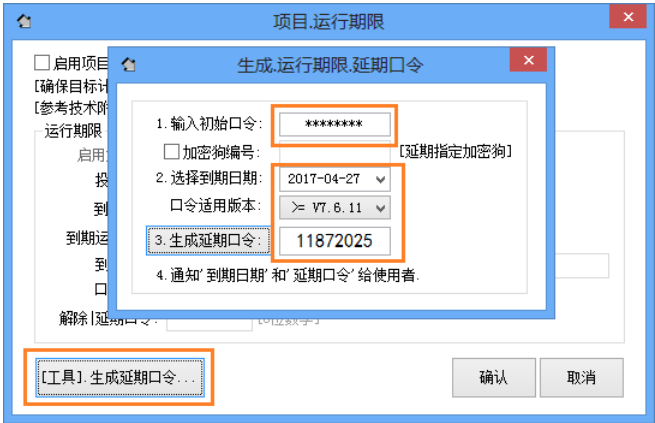 项目.运行期限
启用项目
[确保目标计
[参考技术附
运行期限
启用
投
到
到期运
到
口
解除|延期口令:
[8位数字]
[工具].生成延期口令...
确认
取消
生成.运行期限.延期口令
1.输入初始口令:
********
加密狗编号:
[延期指定加密狗]
2.选择到期日期:
2017-04-27
口令适用版本:
>= V7.6.11
3.生成延期口令:
11872025
4.通知'到期日期'和'延期口令'给使用者.